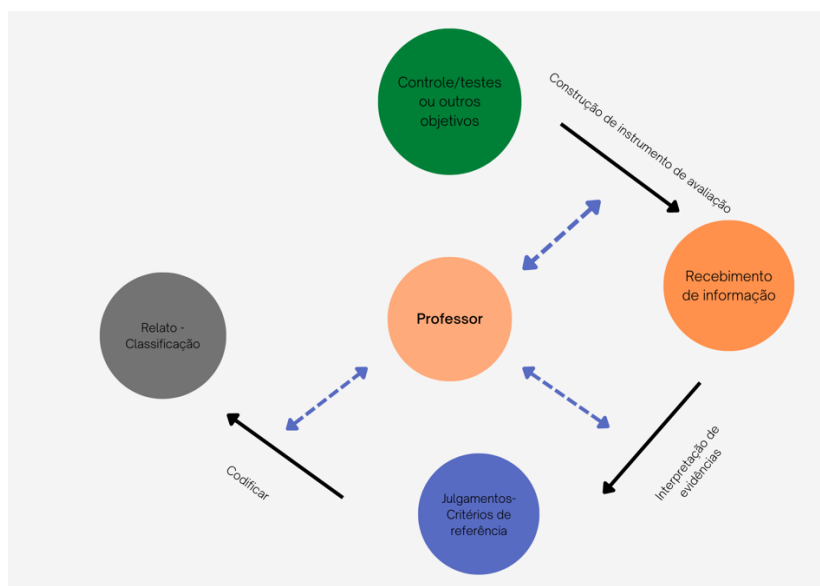 Controle/testes
ou outros
objetivos
Construção de instrumento de avaliação
Recebimento
de informação
Professor
Relato -
Classificação
Interpretação de
evidências
Julgamentos-
Critérios de
referência
Codificar